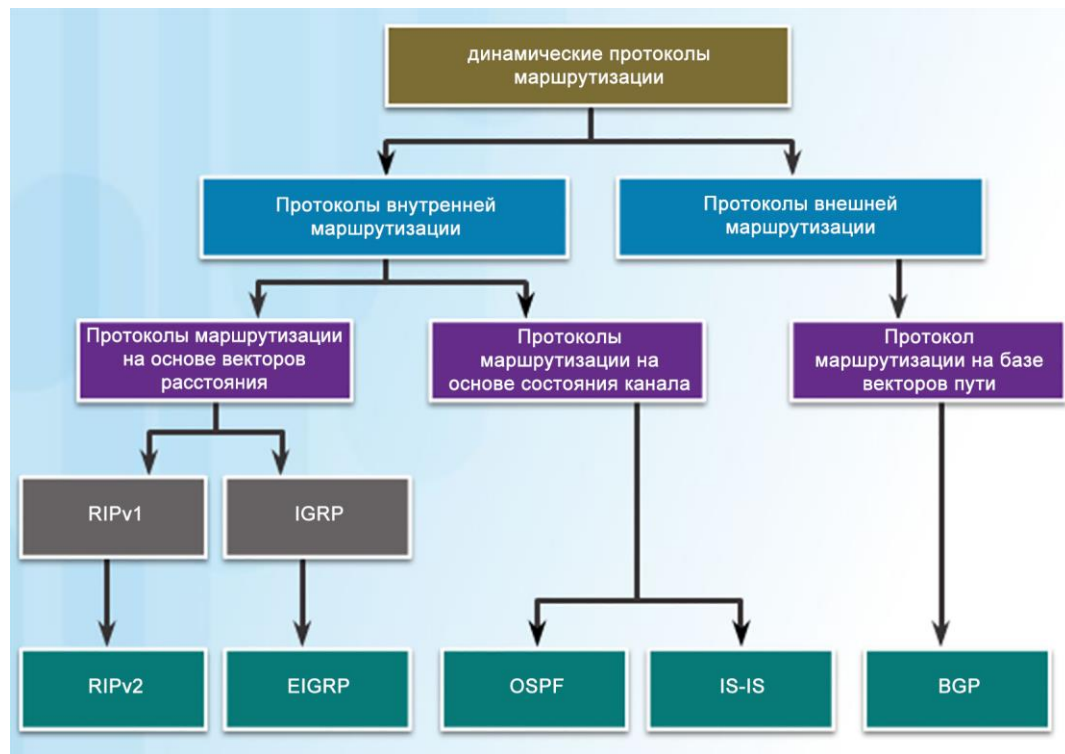 динамические протоколы
маршрутизации
Протоколы внутренней
маршрутизации
Протоколы внешней
маршрутизации
Протоколы маршрутизации
на основе векторов
расстояния
Протоколы
маршрутизации на
основе состояния канала
Протокол
маршрутизации на базе
векторов пути
RIPv1
IGRP
RIPv2
EIGRP
OSPF
IS-IS
BGP